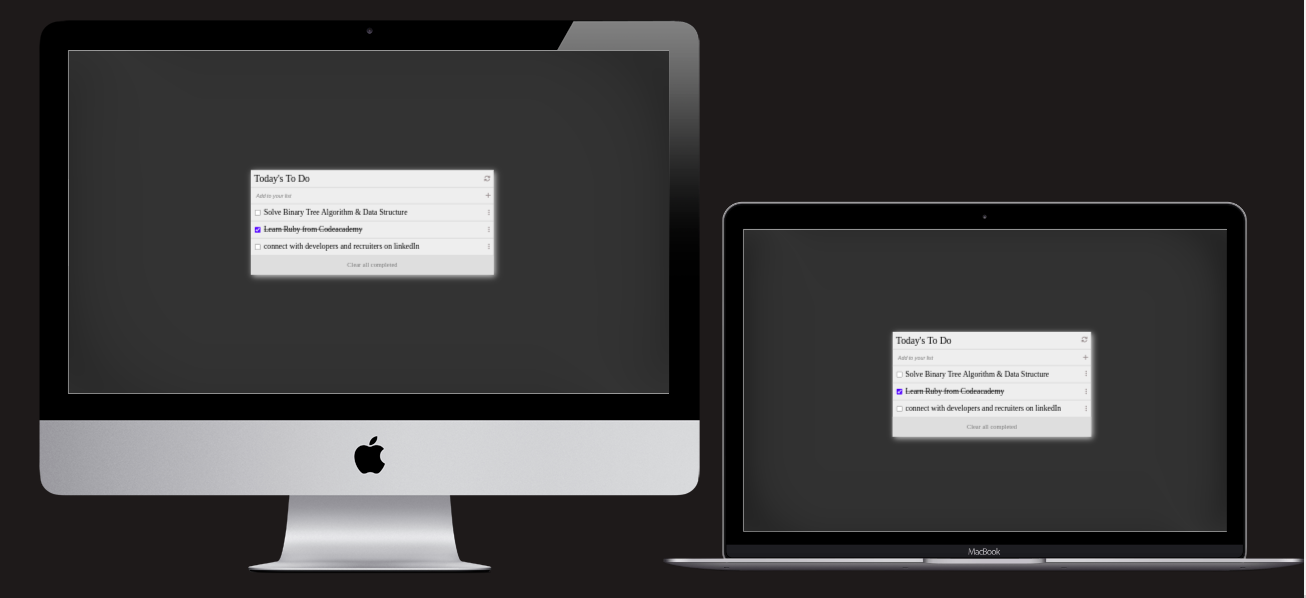 Today's To Do
Add to your list
Solve Binary Tree Algorithm & Data Structure
Learn Ruby from Codeacademy
connect with developers and recruiters on linkedIn
Clear all completed
Today's To Do
Add to your list
Solve Binary Tree Algorithm & Data Structure
Learn Ruby from Codeacademy
connect with developers and recruiters on linkedIn
Clear all completed
MacBook